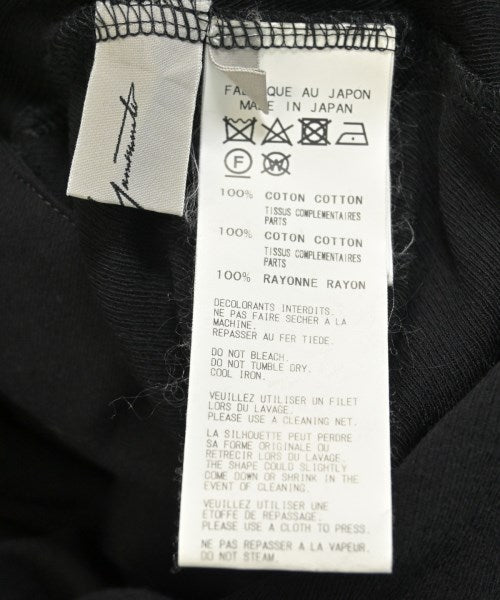 FABRIQUE AU JAPON
MADE IN JAPAN
F W
100% COTON COTTON
TISSUS COMPLEMENTAIRES
PARTS
100% COTON COTTON
TISSUS COMPLEMENTAIRES
PARTS
100% RAYONNE RAYON
DECOLORANTS INTERDITS.
NE PAS FAIRE SECHER A LA
MACHINE.
REPASSER AU FER TIEDE.
DO NOT BLEACH.
DO NOT TUMBLE DRY.
COOL IRON.
VEUILLEZ UTILISER UN FILET
LORS DU LAVAGE.
PLEASE USE A CLEANING NET.
LA SILHOUETTE PEUT PERDRE
SA FORME ORIGINALE OU
RETRECIR LORS DU LAVAGE.
THE SHAPE COULD SLIGHTLY
COME DOWN OR SHRINK IN THE
EVENT OF CLEANING.
VEUILLEZ UTILISER UNE
ETOFFE DE REPASSAGE.
PLEASE USE A CLOTH TO PRESS.
NE PAS REPASSER A LA VAPEUR.
DO NOT STEAM.